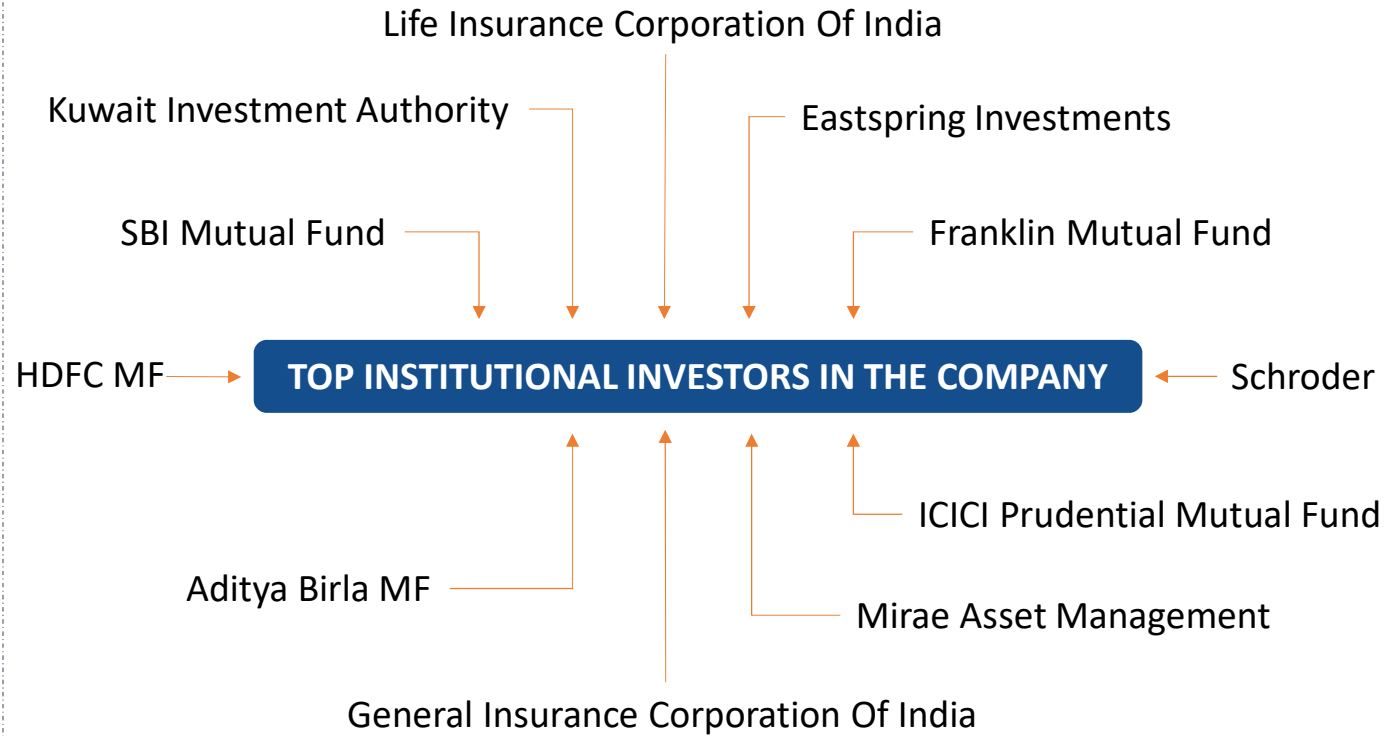 Life Insurance Corporation Of India
Kuwait Investment Authority
Eastspring Investments
SBI Mutual Fund
Franklin Mutual Fund
HDFC MF
TOP INSTITUTIONAL INVESTORS IN THE COMPANY
Schroder
ICICI Prudential Mutual Fund
Aditya Birla MF
Mirae Asset Management
General Insurance Corporation Of India